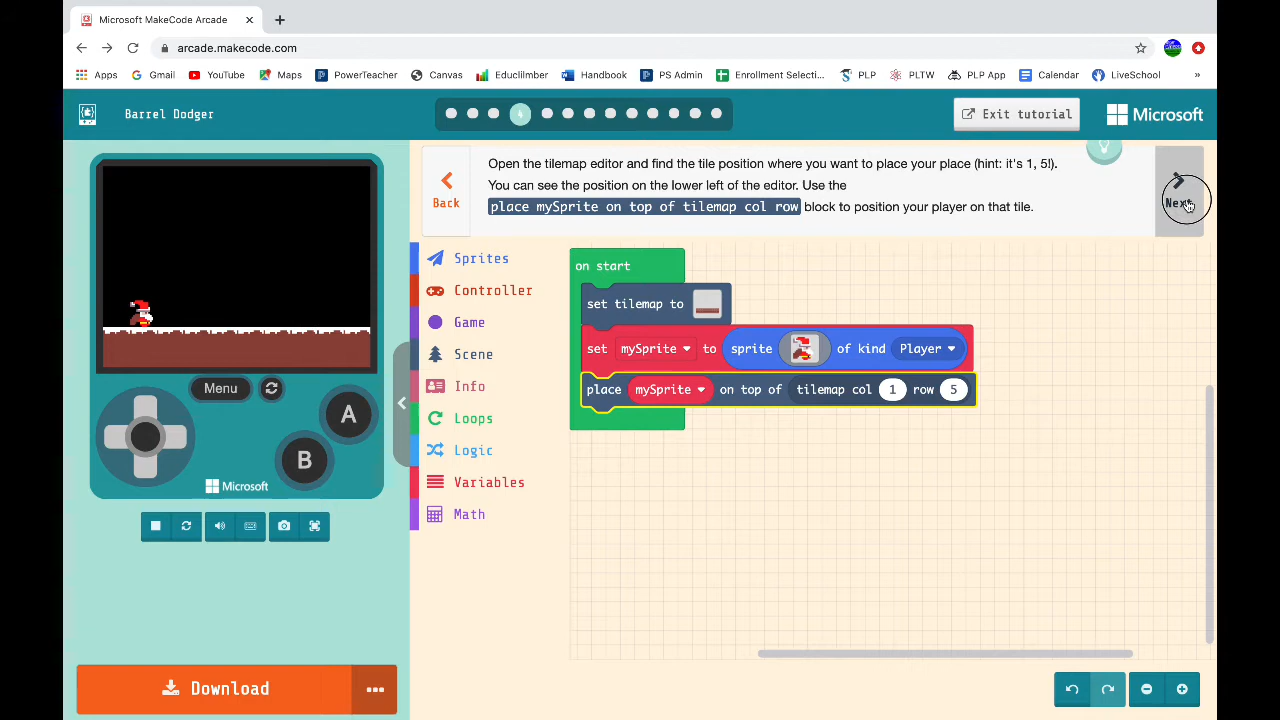 Microsoft MakeCode Arcade
arcade.makecode.com
Apps
Gmail
YouTube
Maps
PowerTeacher
Canvas
Educlimber
Handbook
PS Admin
Enrollment Selecti...
PLP
PLTW
PLP App
Calendar
LiveSchool
»
Barrel Dodger
4
Exit tutorial
Microsoft
Back
Open the tilemap editor and find the tile position where you want to place your place (hint: it's 1, 5!).
You can see the position on the lower left of the editor. Use the
place mySprite on top of tilemap col row block to position your player on that tile.
Next
Menu
A
B
Microsoft
Sprites
Controller
Game
Scene
Info
Loops
Logic
Variables
Math
on start
set tilemap to
set mySprite to sprite of kind Player
place mySprite on top of tilemap col 1 row 5
Download
...